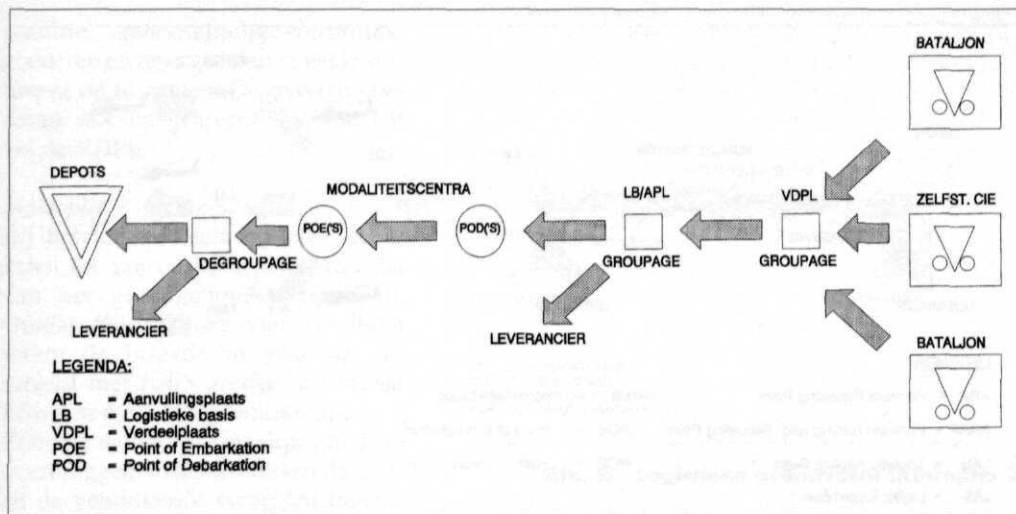 BATALJON
DEPOTS
MODALITEITSCENTRA
LB/APL
VDPL
ZELFST. CIE
POE('S)
POD('S)
DEGROUPAGE
GROUPAGE
GROUPAGE
LEVERANCIER
LEVERANCIER
BATALJON
LEGENDA:
APL = Aanvullingsplaats
LB = Logistieke basis
VDPL = Verdeelplaats
POE = Point of Embarkation
POD = Point of Debarkation